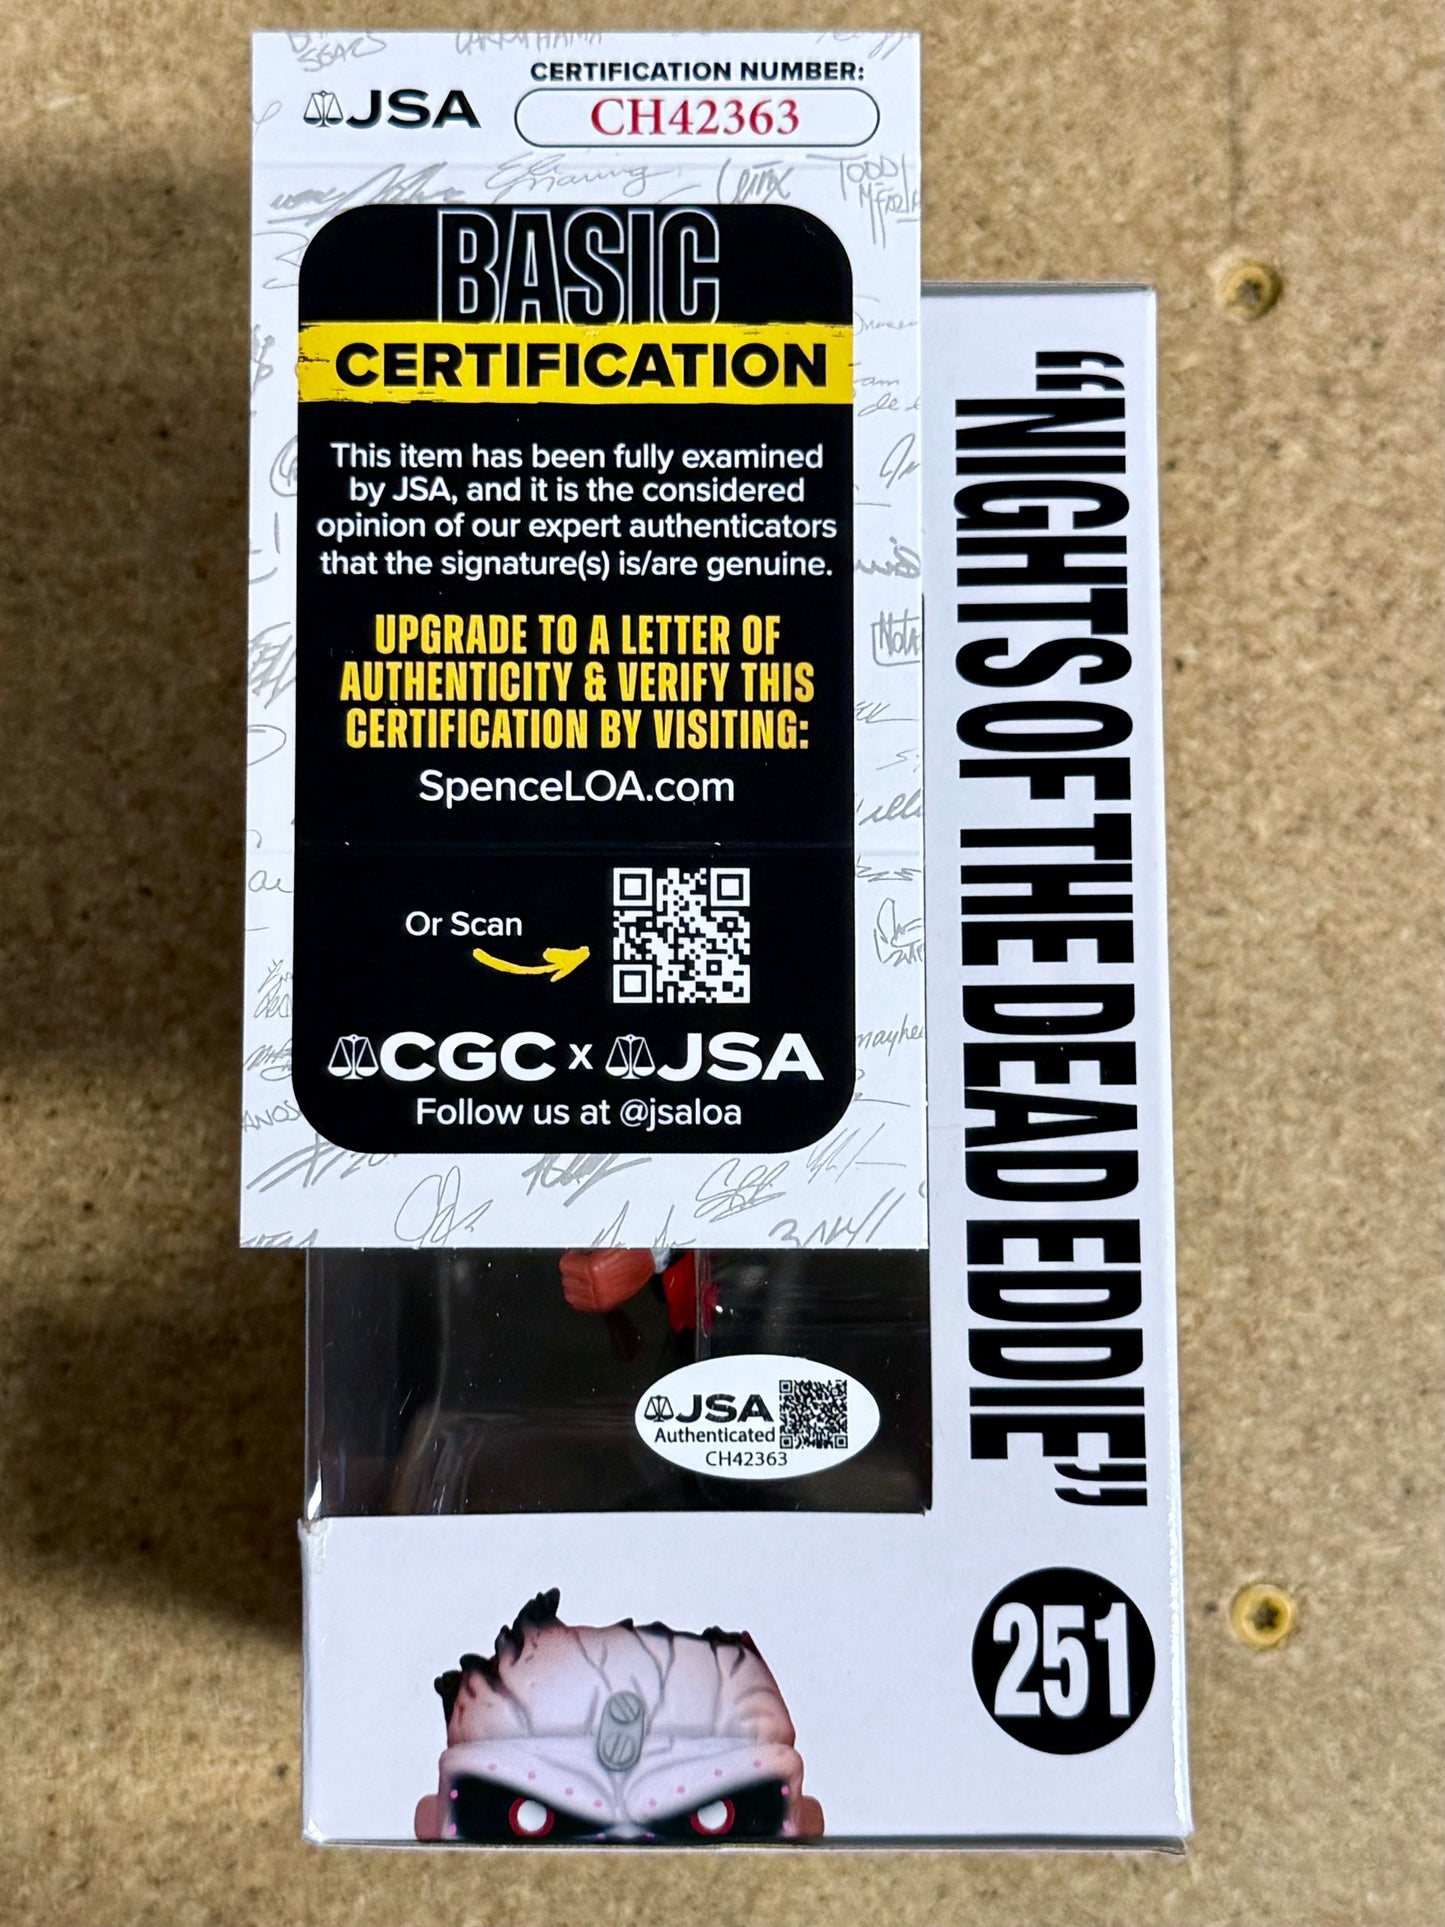 JSA
CERTIFICATION NUMBER:
CH42363
BASIC
CERTIFICATION
This item has been fully examined
by JSA, and it is the considered
opinion of our expert authenticators
that the signature(s) is/are genuine.
UPGRADE TO A LETTER OF
AUTHENTICITY & VERIFY THIS
CERTIFICATION BY VISITING:
SpenceLOA.com
Or Scan
CGC x JSA
Follow us at @jsaloa
JSA
Authenticated
CH42363
“NIGHTS OF THE DEAD EDDIE”
251